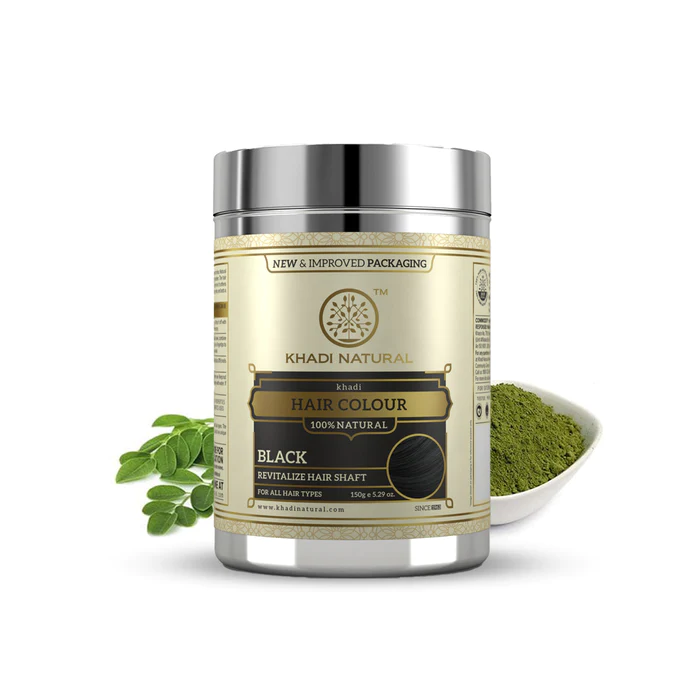 NEW & IMPROVED PACKAGING
TM
KHADI NATURAL
khadi
HAIR COLOUR
100% NATURAL
BLACK
REVITALIZE HAIR SHAFT
FOR ALL HAIR TYPES 150g e 5.29 oz.
www.khadinatural.com